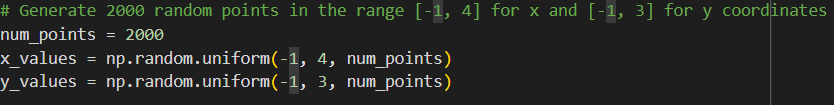 # Generate 2000 random points in the range [-1, 4] for x and [-1, 3] for y coordinates
num_points = 2000
x_values = np.random.uniform(-1, 4, num_points)
y_values = np.random.uniform(-1, 3, num_points)